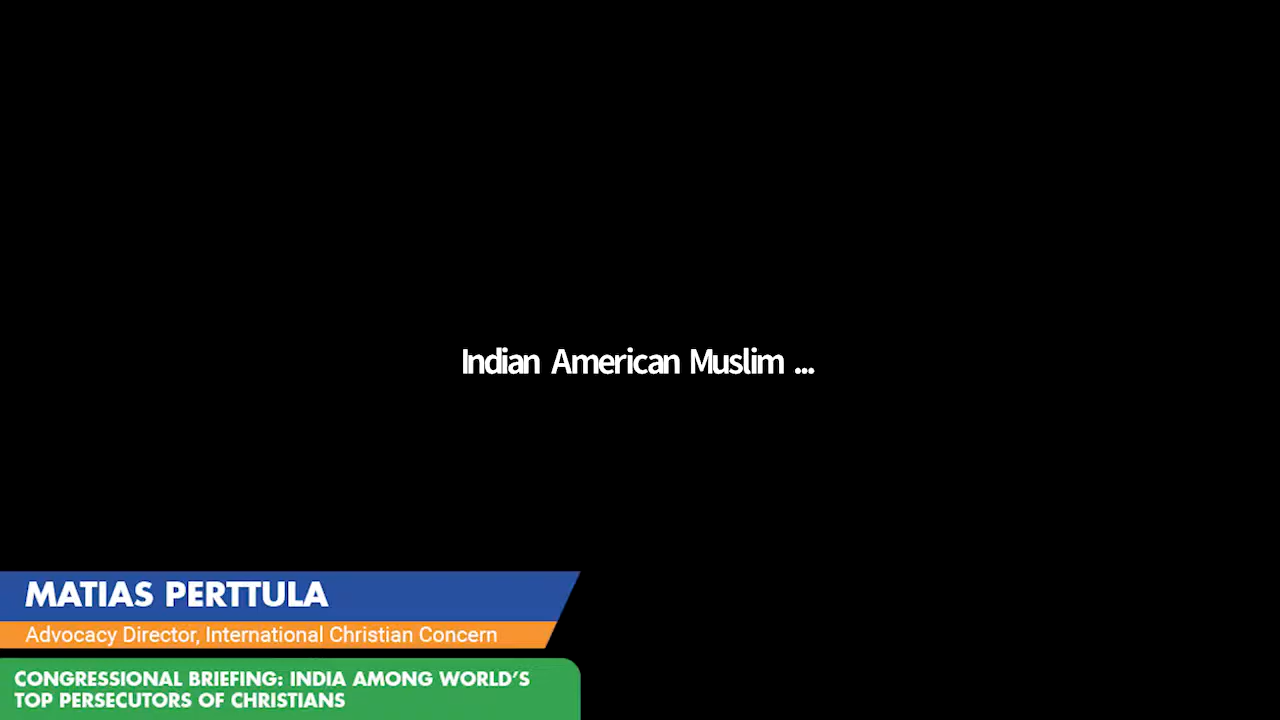 Indian American Muslim ...
MATIAS PERTTULA
Advocacy Director, International Christian Concern
CONGRESSIONAL BRIEFING: INDIA AMONG WORLD’S
TOP PERSECUTORS OF CHRISTIANS